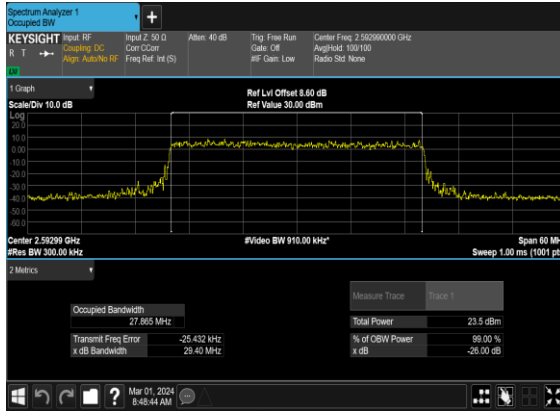 Spectrum Analyzer 1
Occupied BW
+
KEYSIGHT Input: RF Input Z: 50 Ω Atten: 40 dB Trig: Free Run Center Freq: 2.592990000 GHz
R T Coupling: DC Corr CCorr Gate: Off Avg|Hold: 100/100
Align: Auto/No RF Freq Ref: Int (S) #IF Gain: Low Radio Std: None
LU
1 Graph
Ref Lvl Offset 8.60 dB
Scale/Div 10.0 dB Ref Value 30.00 dBm
Log
20.0
10.0
0.00
-10.0
-20.0
-30.0
-40.0
-50.0
-60.0
Center 2.59299 GHz #Video BW 910.00 kHz* Span 60 MH
#Res BW 300.00 kHz Sweep 1.00 ms (1001 pt
2 Metrics
Measure Trace Trace 1
Occupied Bandwidth
27.865 MHz Total Power 23.5 dBm
Transmit Freq Error -25.432 kHz % of OBW Power 99.00 %
x dB Bandwidth 29.40 MHz x dB -26.00 dB
? Mar 01, 2024
8:48:44 AM